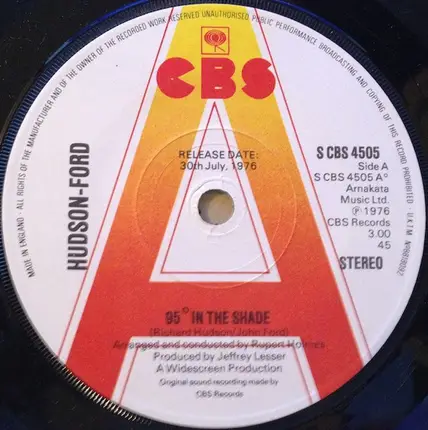 ALL RIGHTS OF THE MANUFACTURER AND OF THE OWNER OF THE RECORDED WORK RESERVED UNAUTHORISED PUBLIC PERFORMANCE BROADCASTING AND COPYING OF THIS RECORD PROHIBITED - U.K.T.M.
MADE IN ENGLAND -
CBS
HUDSON-FORD
RELEASE DATE:
30th July, 1976
S CBS 4505
Side A
S CBS 4505 A°
Arnakata
Music Ltd.
℗ 1976
CBS Records
3.00
45
STEREO
95° IN THE SHADE
(Richard Hudson/John Ford)
Arranged and conducted by Rupert Holmes
Produced by Jeffrey Lesser
A Widescreen Production
Original sound recording made by
CBS Records
A